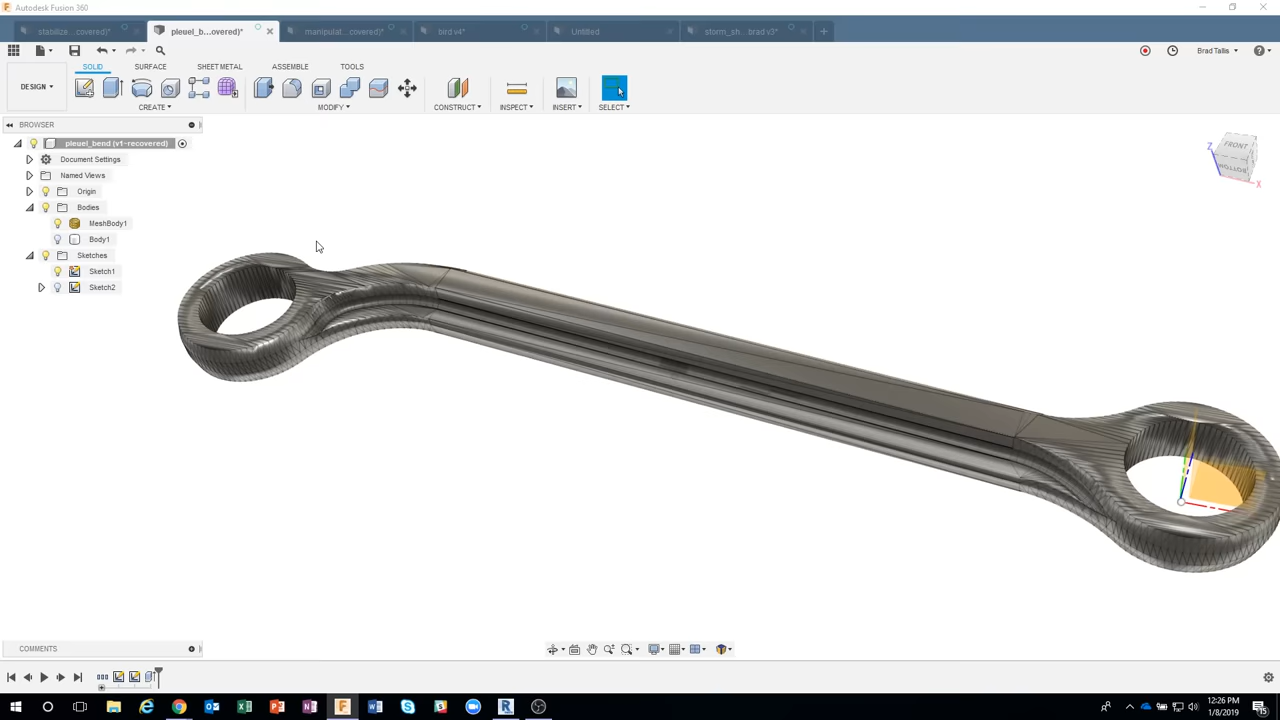 Autodesk Fusion 360
stabilize...covered)*
pleuel_b...overed)*
manipulat...covered)*
bird v4*
Untitled
storm_sh...brad v3*
Brad Tallis
SOLID
SURFACE
SHEET METAL
ASSEMBLE
TOOLS
DESIGN
CREATE
MODIFY
CONSTRUCT
INSPECT
INSERT
SELECT
BROWSER
pleuel_bend (v1-recovered)
Document Settings
Named Views
Origin
Bodies
MeshBody1
Body1
Sketches
Sketch1
Sketch2
FRONT
BOTTOM
Z
X
COMMENTS
12:26 PM
1/8/2019
15